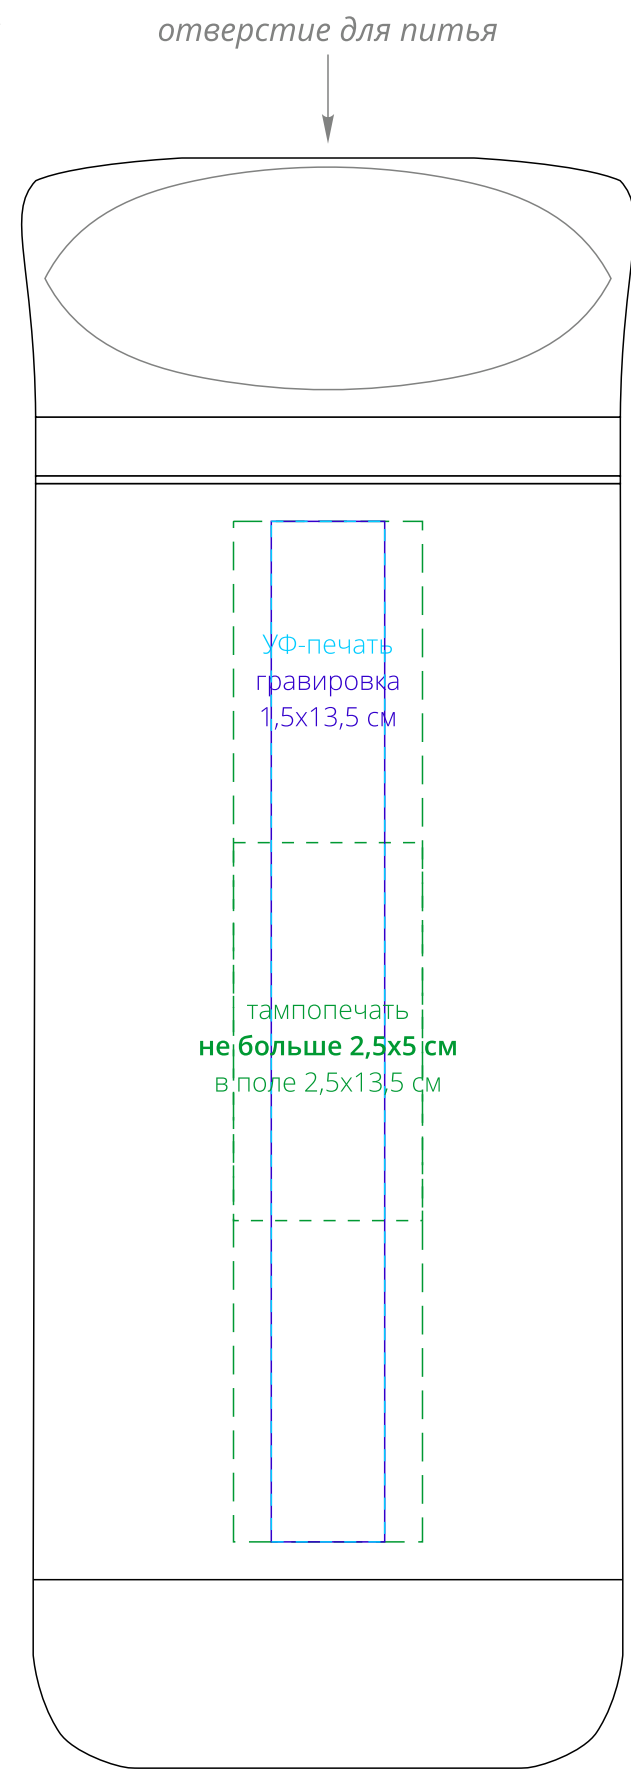 отверстие для питья
УФ-печать
гравировка
1,5х13,5 см
тампопечать
не больше 2,5х5 см
в поле 2,5х13,5 см